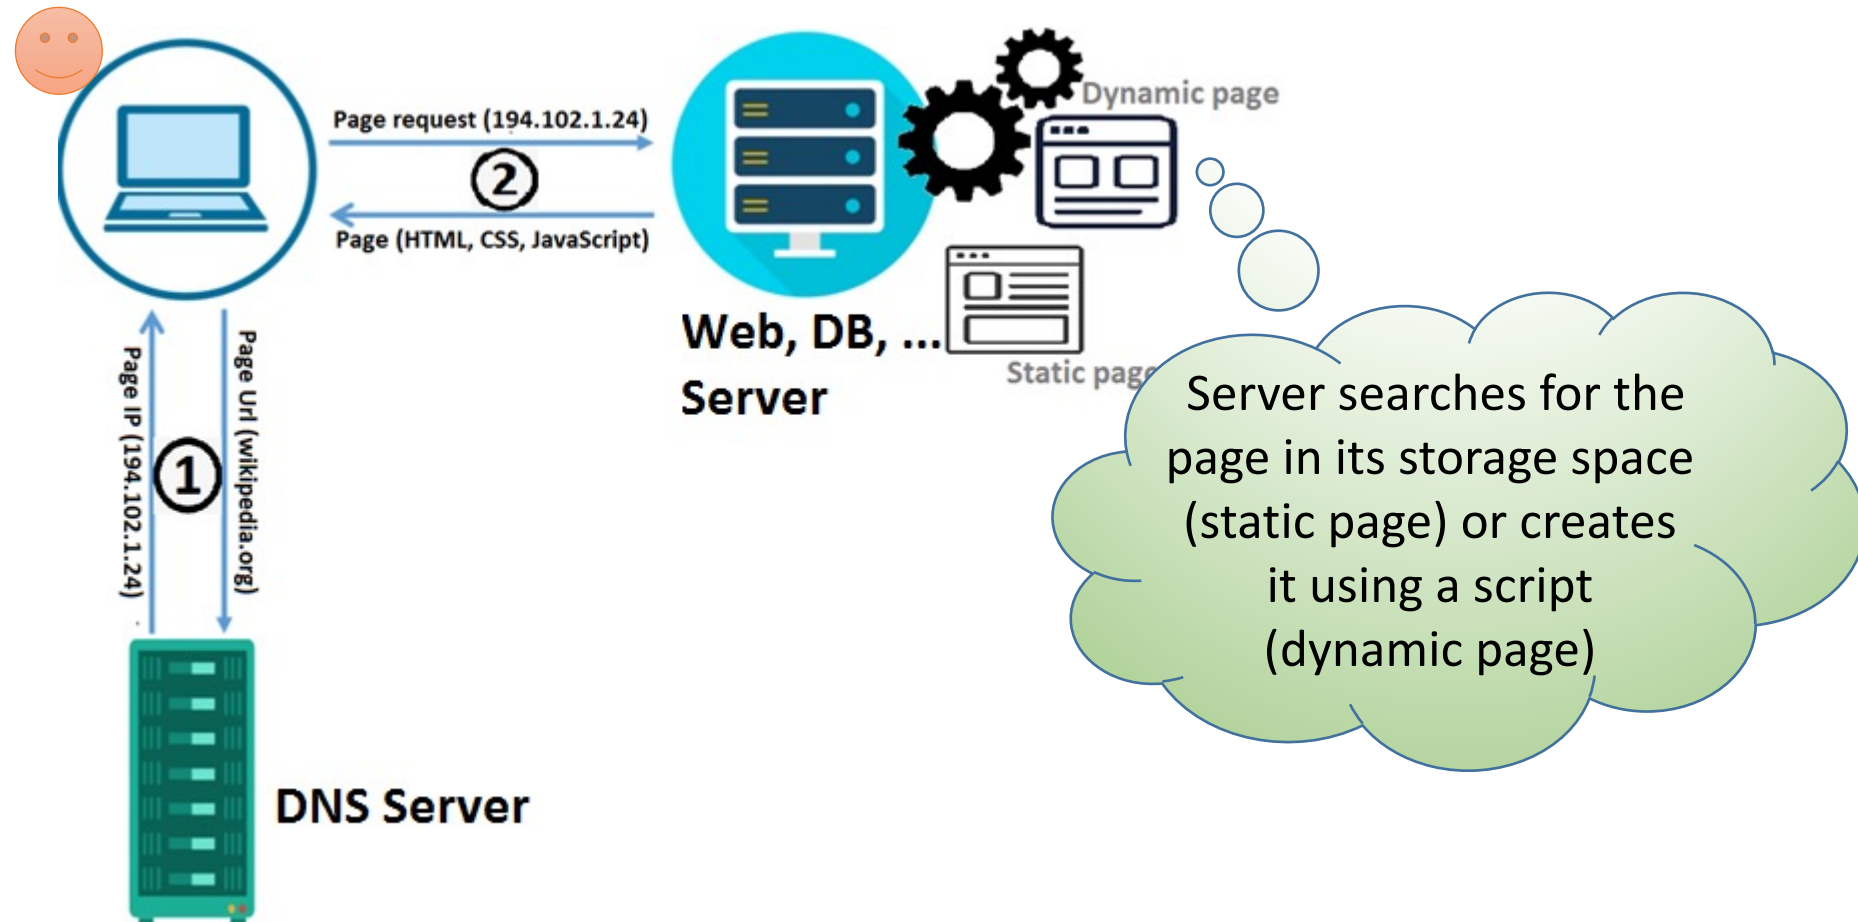 Page request (194.102.1.24)
2
Page (HTML, CSS, JavaScript)
Dynamic page
Web, DB, ...
Server
Static page
Page IP (194.102.1.24)
1
Page Url (wikipedia.org)
DNS Server
Server searches for the
page in its storage space
(static page) or creates
it using a script
(dynamic page)